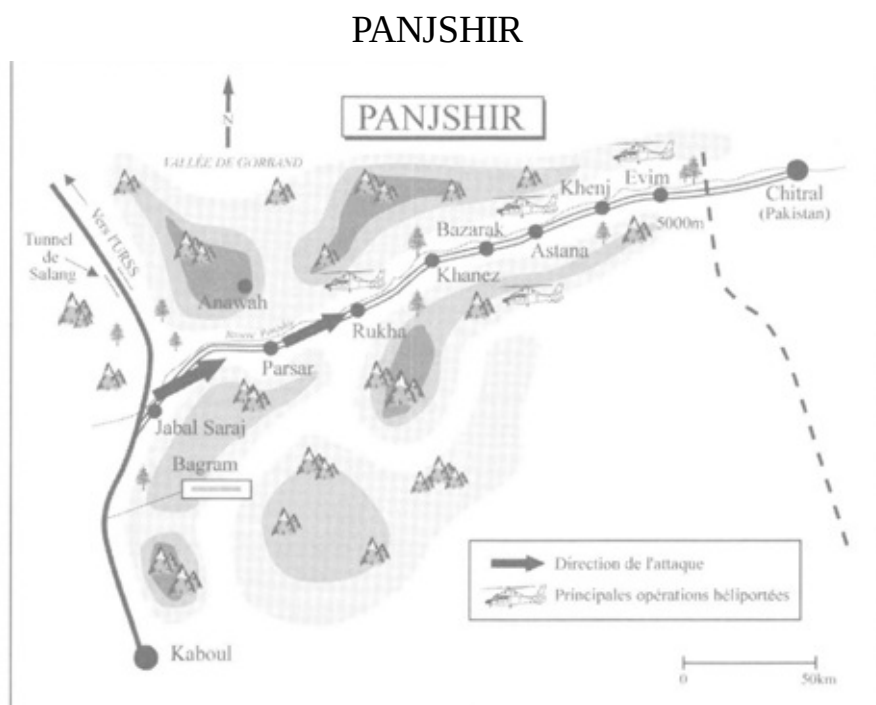 PANJSHIR
PANJSHIR
N
VALLÉE DE GORBAND
Vers l'URSS
Tunnel
de
Salang
Anawah
Khenj
Evim
Chitral
(Pakistan)
5000m
Bazarak
Astana
Khanez
Rukha
Parsar
Jabal Saraj
Bagram
Kaboul
Direction de l'attaque
Principales opérations héliportées
0
50km